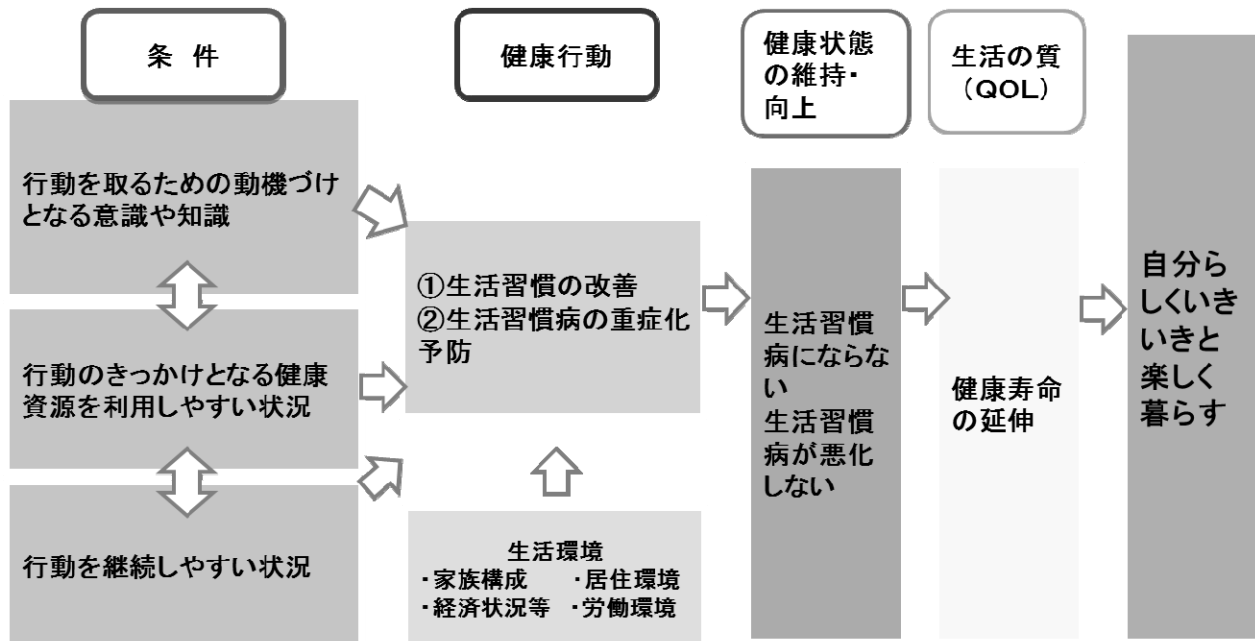 条 件
健康行動
健康状態
の維持・
向上
生活の質
（QOL）
行動を取るための動機づけ
となる意識や知識
行動のきっかけとなる健康
資源を利用しやすい状況
行動を継続しやすい状況
①生活習慣の改善
②生活習慣病の重症化
予防
生活環境
・家族構成 ・居住環境
・経済状況等 ・労働環境
生活習慣
病にならな
い
生活習慣
病が悪化
しない
健康寿命
の延伸
自分ら
しくいき
いきと
楽しく
暮らす